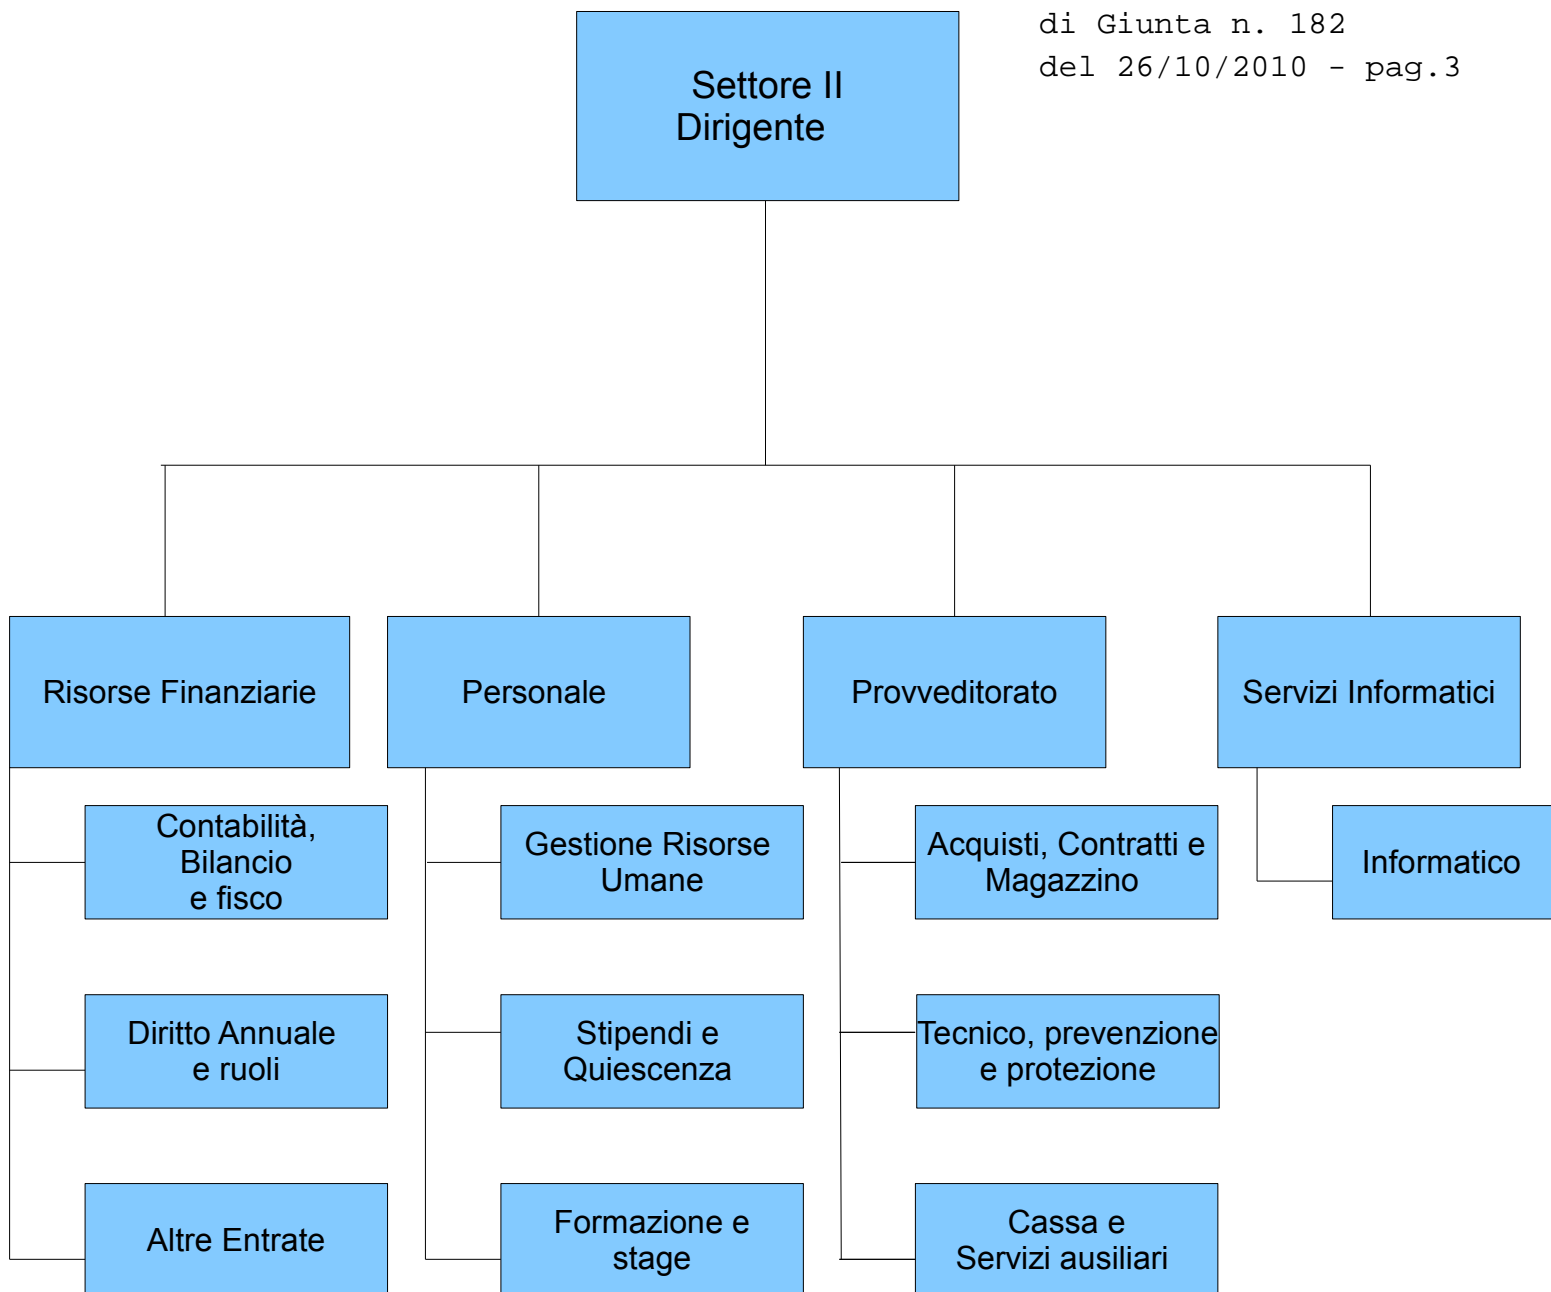 di Giunta n. 182
del 26/10/2010 - pag.3
Settore II
Dirigente
Risorse Finanziarie
Personale
Provveditorato
Servizi Informatici
Contabilità,
Bilancio
e fisco
Gestione Risorse
Umane
Acquisti, Contratti e
Magazzino
Informatico
Diritto Annuale
e ruoli
Stipendi e
Quiescenza
Tecnico, prevenzione
e protezione
Altre Entrate
Formazione e
stage
Cassa e
Servizi ausiliari